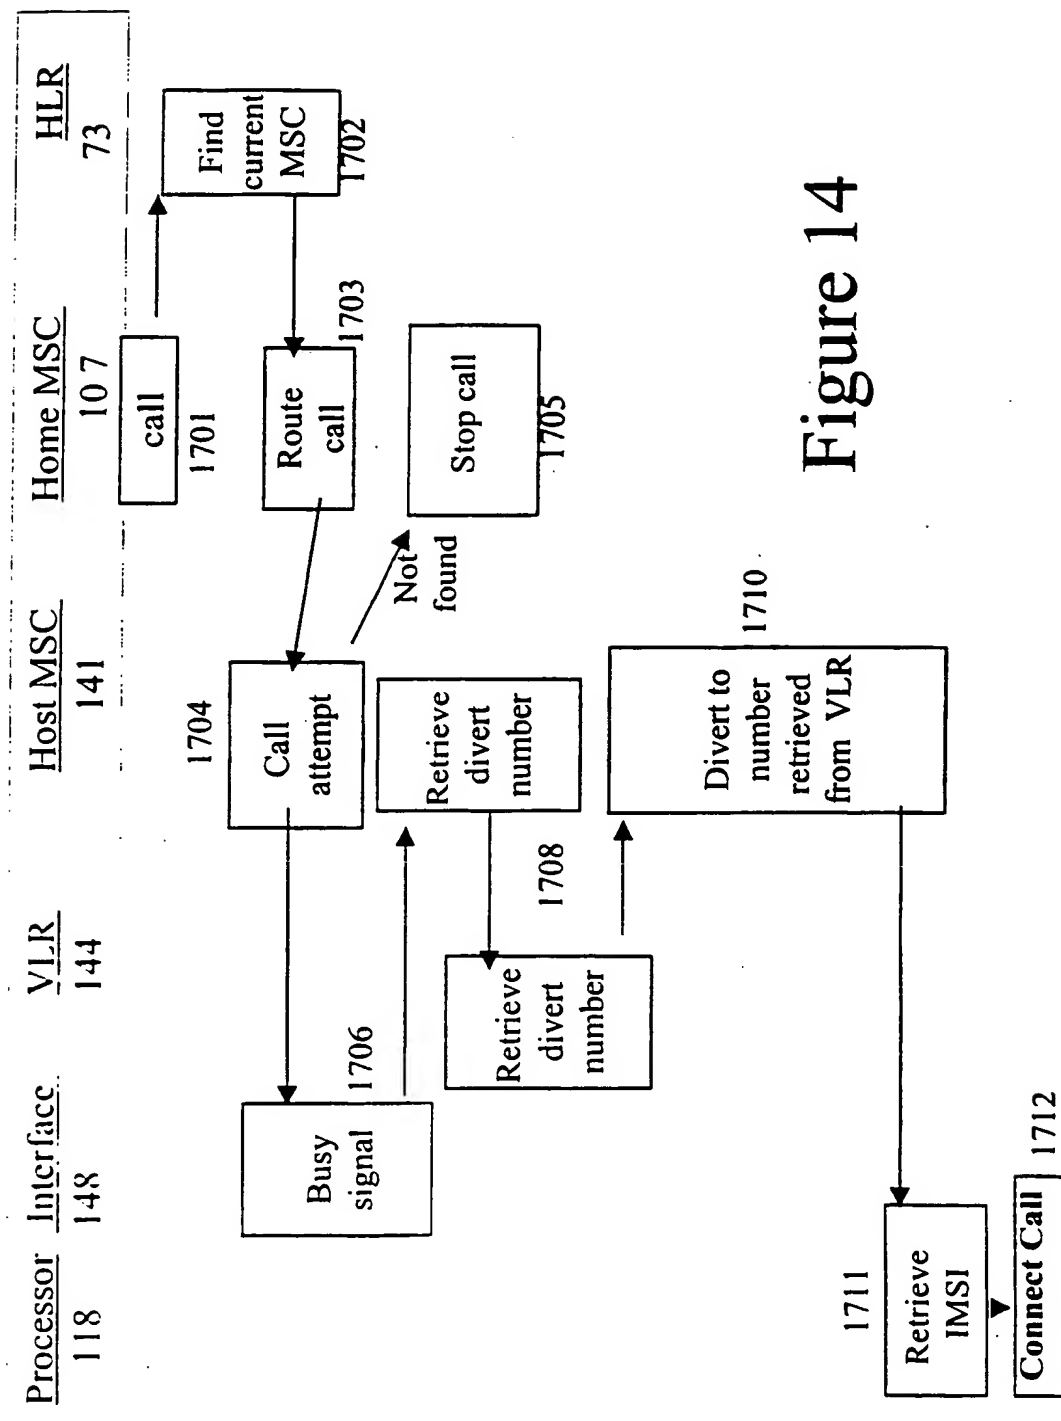 Processor Interface VLR Host MSC Home MSC HLR
118 148 144 141 10 7 73
call
1701
Find
current
MSC
1702
Route
call
1703
1704
Call
attempt
Not
found
Stop call
1705
Busy
signal
1706
Retrieve
divert
number
Retrieve
divert
number
1708
Divert to
number
retrieved
from VLR
1710
1711
Retrieve
IMSI
Connect Call
1712
Figure 14